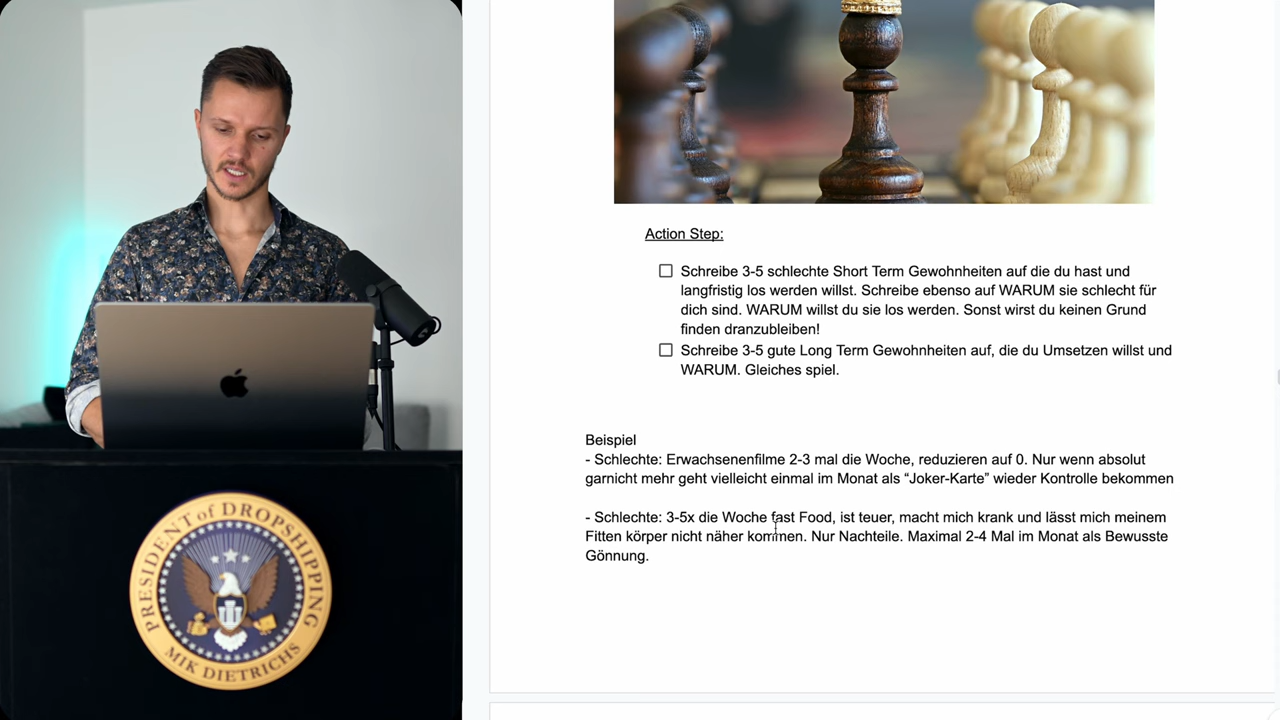 Action Step:
Schreibe 3-5 schlechte Short Term Gewohnheiten auf die du hast und
langfristig los werden willst. Schreibe ebenso auf WARUM sie schlecht für
dich sind. WARUM willst du sie los werden. Sonst wirst du keinen Grund
finden dranzubleiben!
Schreibe 3-5 gute Long Term Gewohnheiten auf, die du Umsetzen willst und
WARUM. Gleiches spiel.
Beispiel
- Schlechte: Erwachsenenfilme 2-3 mal die Woche, reduzieren auf 0. Nur wenn absolut
garnicht mehr geht vielleicht einmal im Monat als “Joker-Karte” wieder Kontrolle bekommen
- Schlechte: 3-5x die Woche fast Food, ist teuer, macht mich krank und lässt mich meinem
Fitten körper nicht näher kommen. Nur Nachteile. Maximal 2-4 Mal im Monat als Bewusste
Gönnung.
PRESIDENT of DROPSHIPPING
MIK DIETRICHS